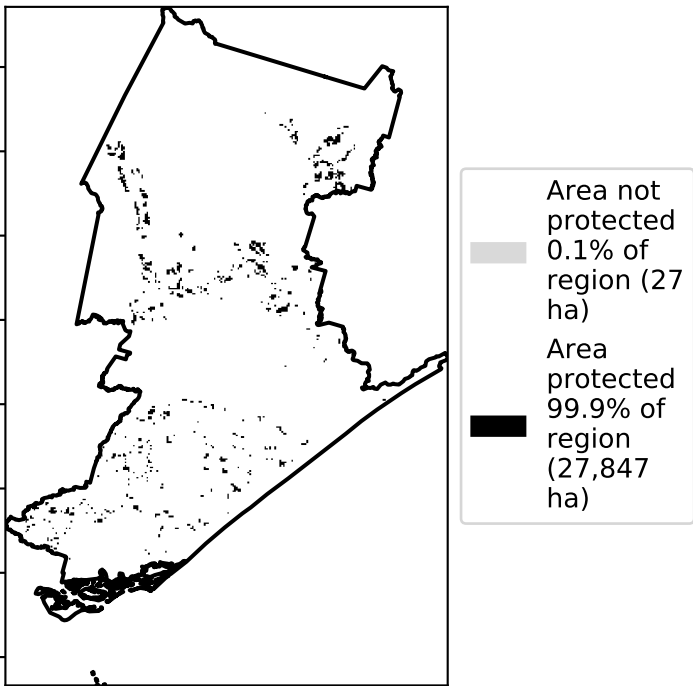 Area not
protected
0.1% of
region (27
ha)
Area
protected
99.9% of
region
(27,847
ha)